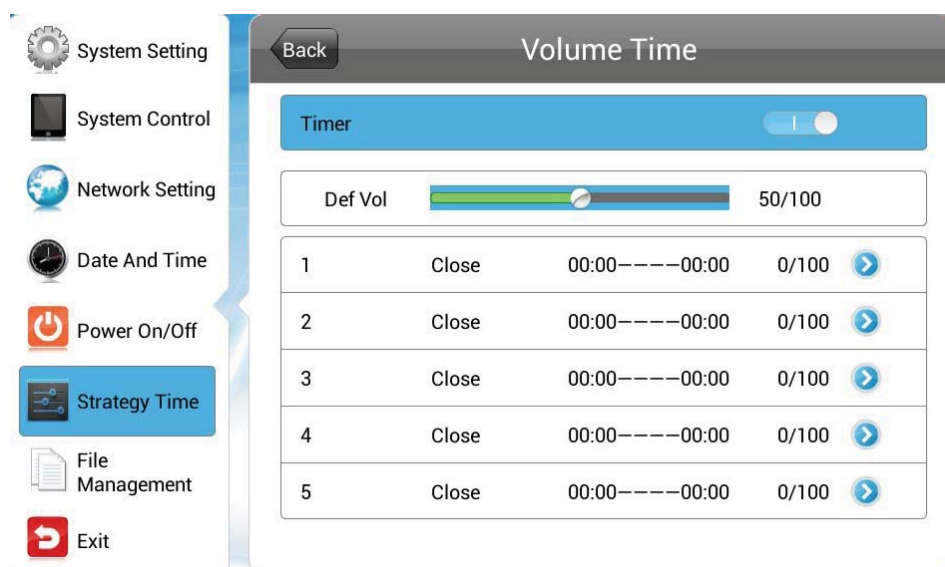 System Setting
System Control
Network Setting
Date And Time
Power On/Off
Strategy Time
File
Management
Exit
Back
Volume Time
Timer
Def Vol 50/100
1 Close 00:00----00:00 0/100
2 Close 00:00----00:00 0/100
3 Close 00:00----00:00 0/100
4 Close 00:00----00:00 0/100
5 Close 00:00----00:00 0/100